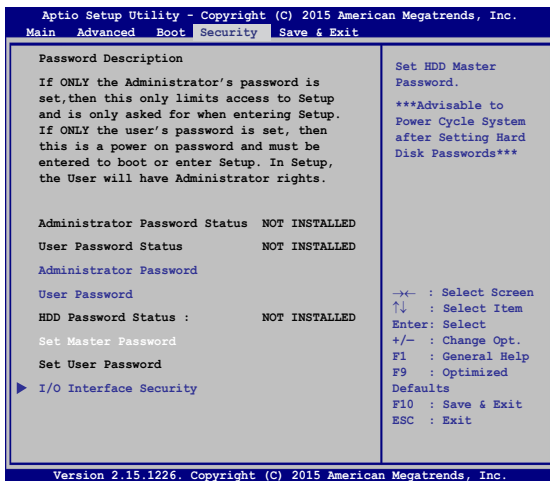 Aptio Setup Utility - Copyright (C) 2015 American Megatrends, Inc.
Main Advanced Boot Security Save & Exit
Password Description
If ONLY the Administrator's password is
set,then this only limits access to Setup
and is only asked for when entering Setup.
If ONLY the user's password is set, then
this is a power on password and must be
entered to boot or enter Setup. In Setup,
the User will have Administrator rights.
Administrator Password Status NOT INSTALLED
User Password Status NOT INSTALLED
Administrator Password
User Password
HDD Password Status : NOT INSTALLED
Set Master Password
Set User Password
I/O Interface Security
Set HDD Master
Password.
***Advisable to
Power Cycle System
after Setting Hard
Disk Passwords***
→← : Select Screen
↑↓ : Select Item
Enter: Select
+/— : Change Opt.
F1 : General Help
F9 : Optimized
Defaults
F10 : Save & Exit
ESC : Exit
Version 2.15.1226. Copyright (C) 2015 American Megatrends, Inc.